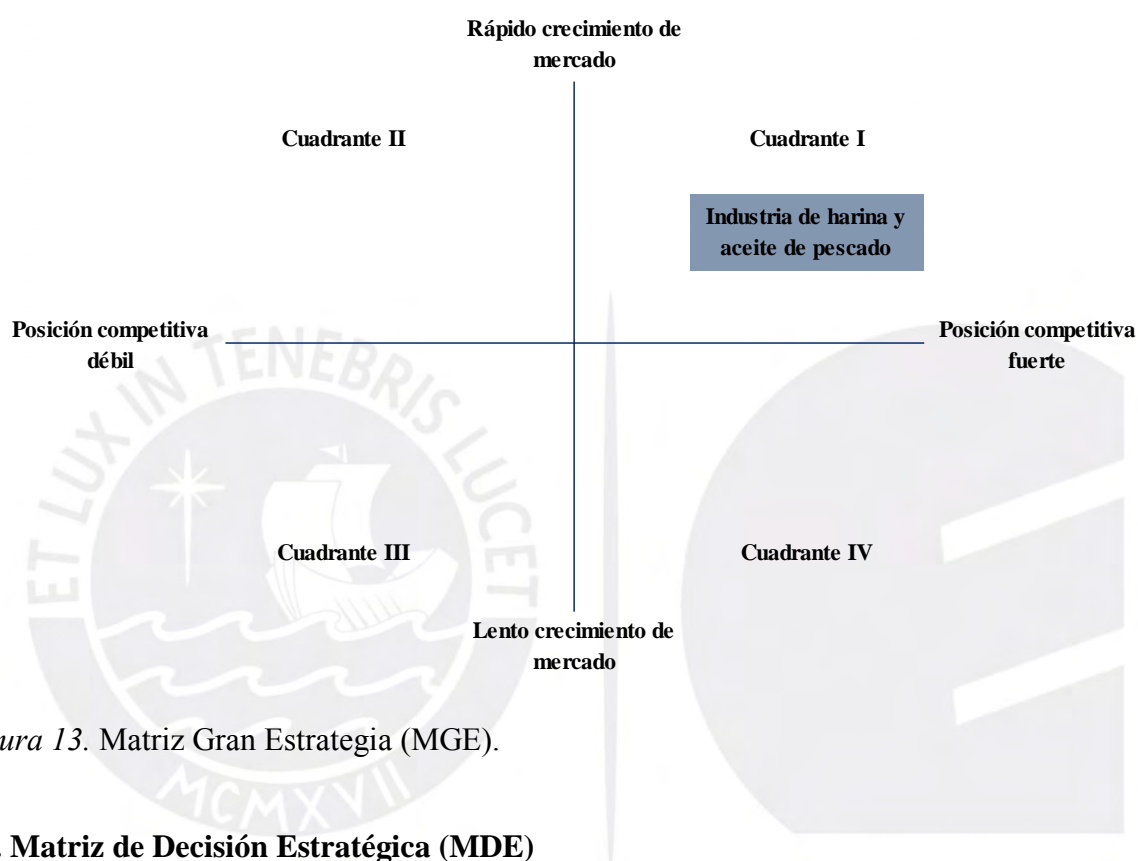 Rápido crecimiento de
mercado
Cuadrante II
Cuadrante I
Industria de harina y
aceite de pescado
Posición competitiva
débil
Posición competitiva
fuerte
ET LUX IN TENEBRIS LUCET
Cuadrante III
Cuadrante IV
Lento crecimiento de
mercado
ura 13. Matriz Gran Estrategia (MGE).
MCMXVII
. Matriz de Decisión Estratégica (MDE)